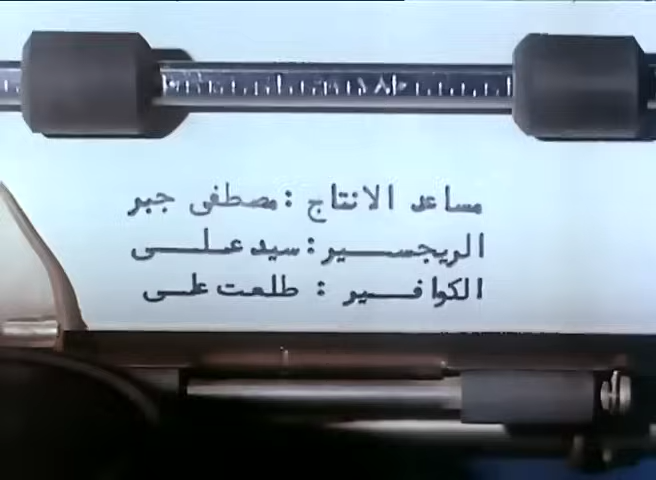 مساعد الانتاج : مصطفى جبر
الريجسير : سيد على
الكوافير : طلعت على